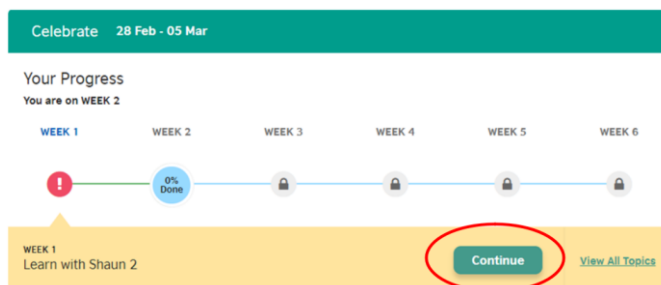 Celebrate 28 Feb - 05 Mar
Your Progress
You are on WEEK 2
WEEK 1 WEEK 2 WEEK 3 WEEK 4 WEEK 5 WEEK 6
!
0%
Done
WEEK 1
Learn with Shaun 2
Continue
View All Topics